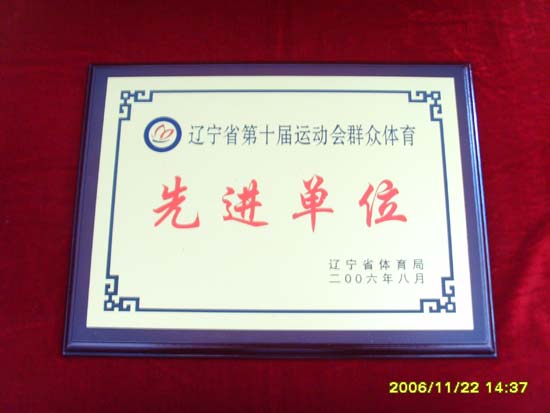 辽宁省第十届运动会群众体育
先进单位
辽宁省体育局
二００六年八月
2006/11/22 14:37